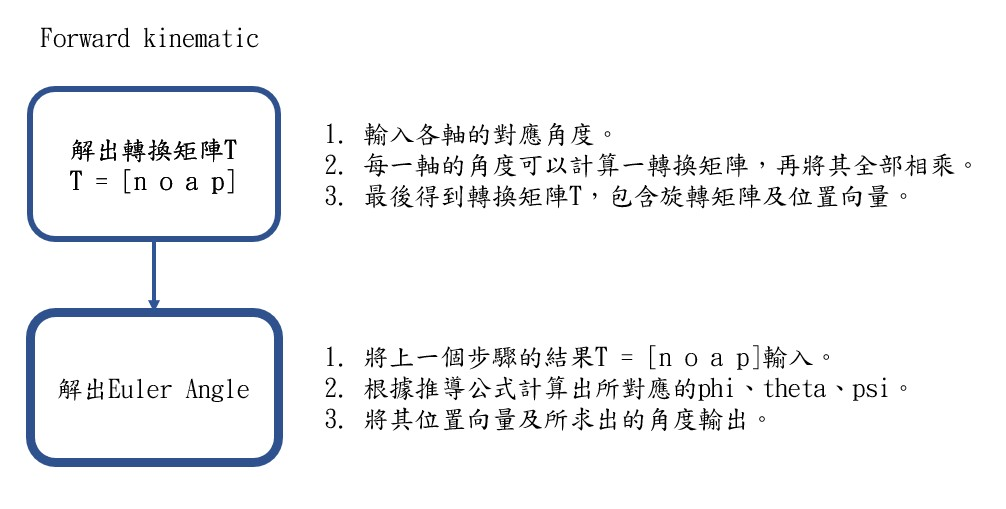 Forward kinematic
解出轉換矩陣T
T = [n o a p]
1. 輸入各軸的對應角度。
2. 每一軸的角度可以計算一轉換矩陣，再將其全部相乘。
3. 最後得到轉換矩陣T，包含旋轉矩陣及位置向量。
解出Euler Angle
1. 將上一個步驟的結果T = [n o a p]輸入。
2. 根據推導公式計算出所對應的phi、theta、psi。
3. 將其位置向量及所求出的角度輸出。